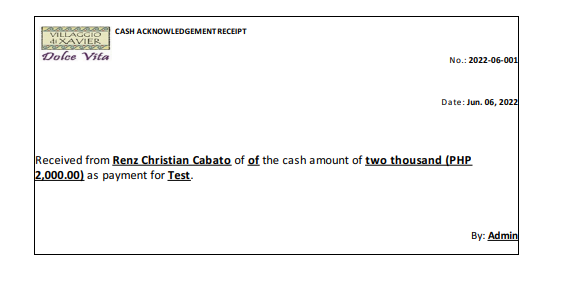 VILLAGGIO
di XAVIER
Dolce Vita
CASH ACKNOWLEDGEMENT RECEIPT
No.: 2022-06-001
Date: Jun. 06, 2022
Received from Renz Christian Cabato of of the cash amount of two thousand (PHP
2,000.00) as payment for Test.
By: Admin